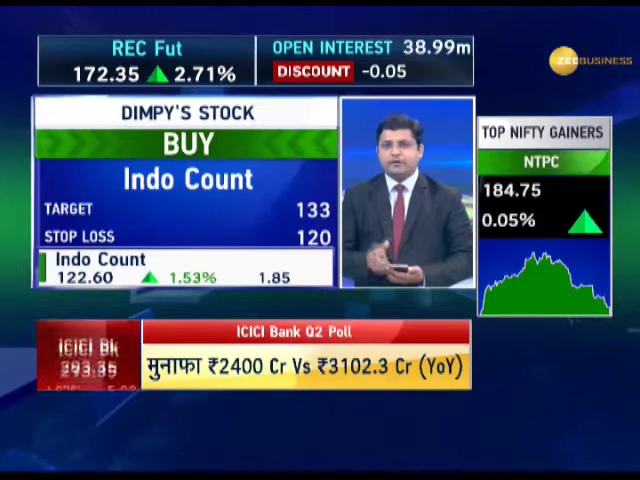 REC Fut
172.35 2.71%
OPEN INTEREST 38.99m
DISCOUNT -0.05
ZEEBUSINESS
DIMPY'S STOCK
BUY
Indo Count
TARGET 133
STOP LOSS 120
Indo Count
122.60 1.53% 1.85
TOP NIFTY GAINERS
NTPC
184.75
0.05%
ICICI Bk
293.35
ICICI Bank Q2 Poll
मुनाफा ₹2400 Cr Vs ₹3102.3 Cr (YoY)